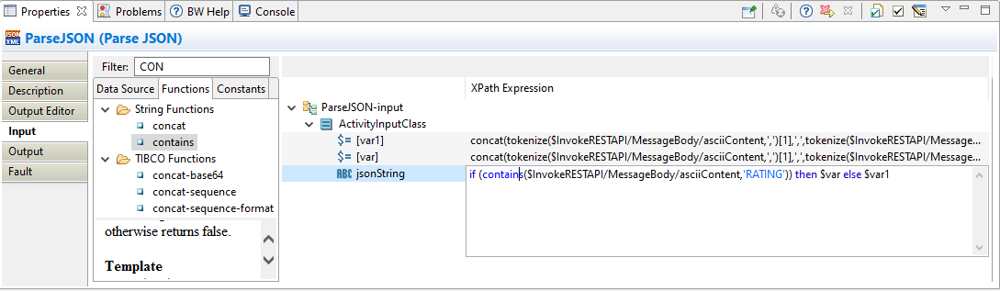 Properties Problems BW Help Console
JSON
XML
ParseJSON (Parse JSON)
General
Description
Output Editor
Input
Output
Fault
Filter: CON
Data Source Functions Constants
String Functions
concat
contains
TIBCO Functions
concat-base64
concat-sequence
concat-sequence-format
otherwise returns false.
Template
XPath Expression
ParseJSON-input
ActivityInputClass
$= [var1] concat(tokenize($InvokeRESTAPI/MessageBody/asciiContent,',')[1],',',tokenize($InvokeRESTAPI/Message...
$= [var] concat(tokenize($InvokeRESTAPI/MessageBody/asciiContent,',')[1],',',tokenize($InvokeRESTAPI/Message...
ABC jsonString if (contains($InvokeRESTAPI/MessageBody/asciiContent,'RATING')) then $var else $var1